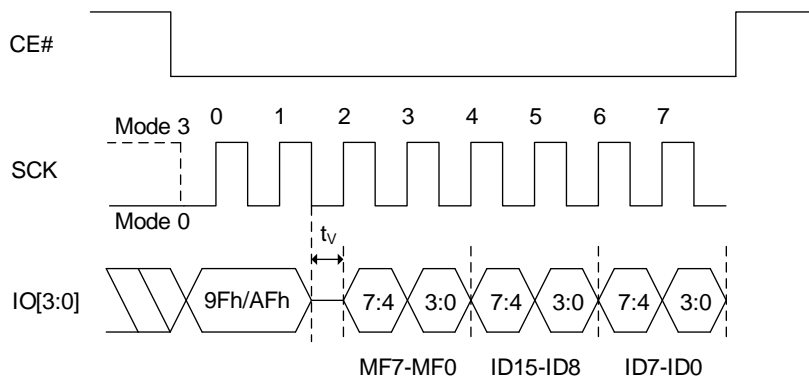 CE#
Mode 3 0 1 2 3 4 5 6 7
SCK
Mode 0
tV
IO[3:0] 9Fh/AFh 7:4 3:0 7:4 3:0 7:4 3:0
MF7-MF0 ID15-ID8 ID7-ID0